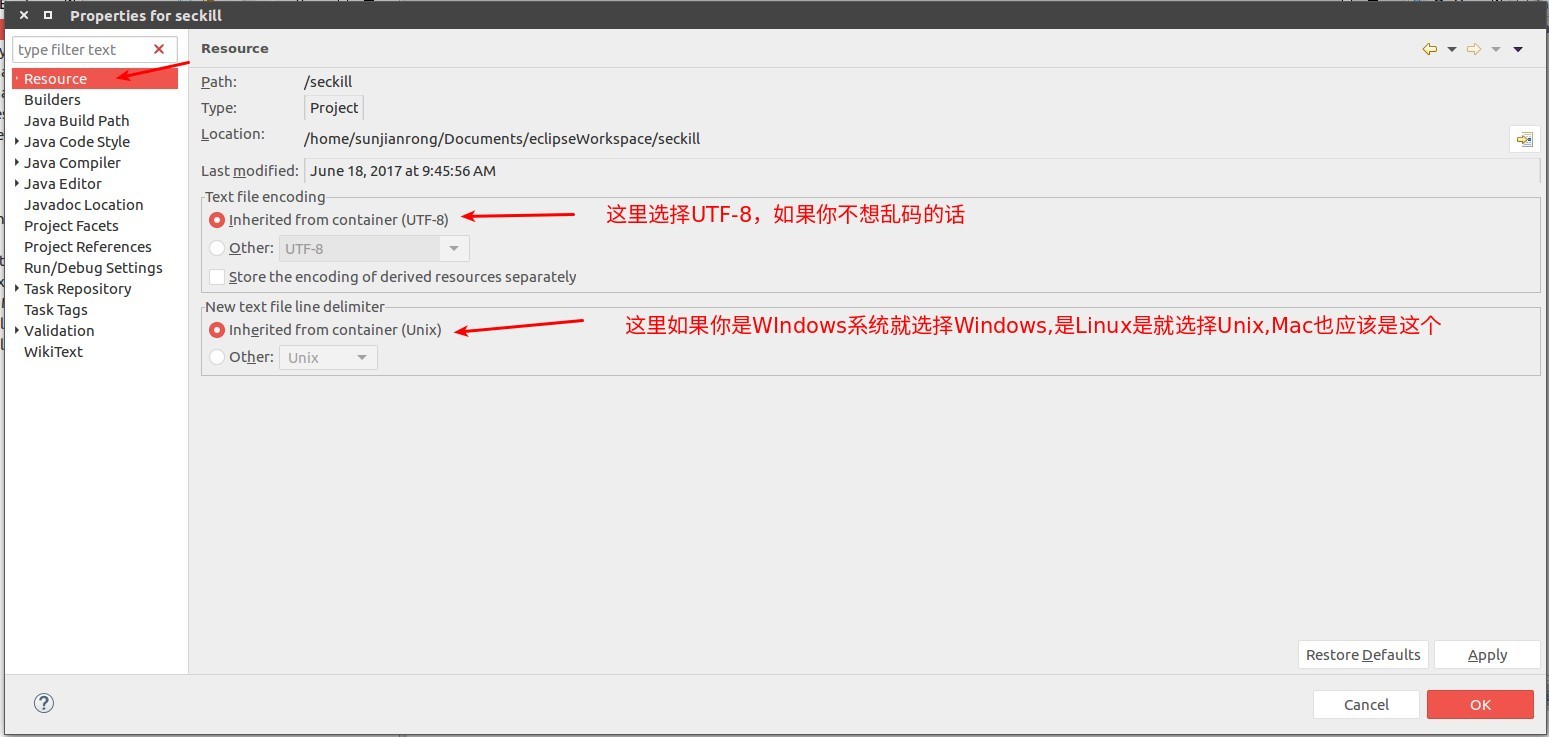 Properties for seckill
type filter text
Resource
Builders
Java Build Path
Java Code Style
Java Compiler
Java Editor
Javadoc Location
Project Facets
Project References
Run/Debug Settings
Task Repository
Task Tags
Validation
WikiText
Resource
Path: /seckill
Type: Project
Location: /home/sunjianrong/Documents/eclipseWorkspace/seckill
Last modified: June 18, 2017 at 9:45:56 AM
Text file encoding
Inherited from container (UTF-8) 这里选择UTF-8，如果你不想乱码的话
Other: UTF-8
Store the encoding of derived resources separately
New text file line delimiter
Inherited from container (Unix) 这里如果你是WIndows系统就选择Windows,是Linux是就选择Unix,Mac也应该是这个
Other: Unix
Restore Defaults Apply
? Cancel OK